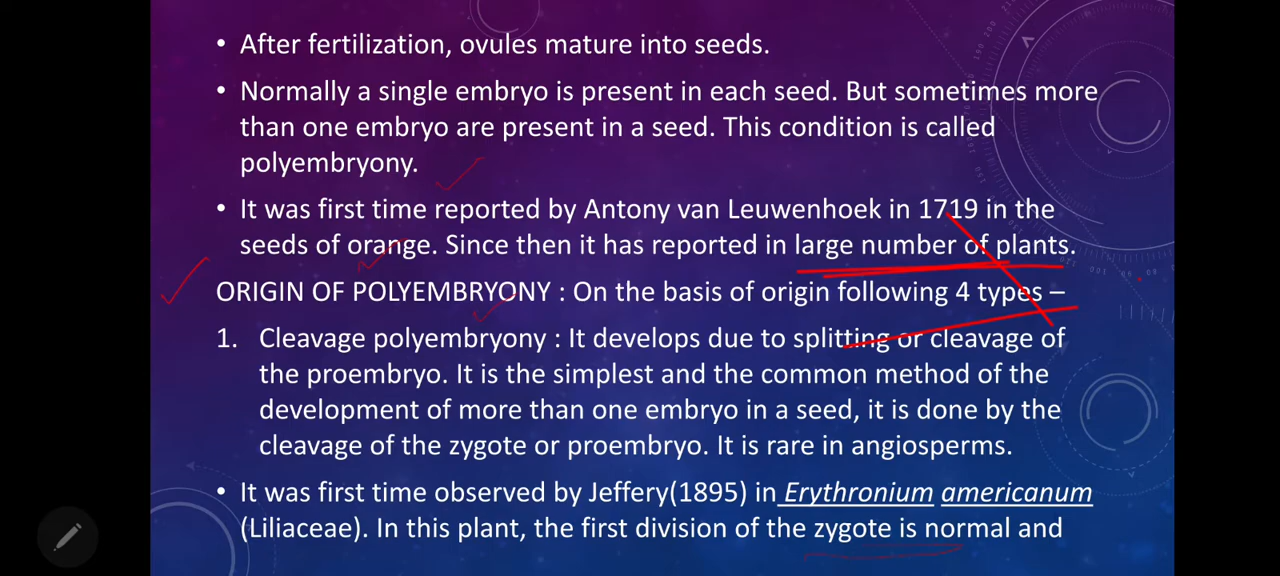 • After fertilization, ovules mature into seeds.
• Normally a single embryo is present in each seed. But sometimes more
than one embryo are present in a seed. This condition is called
polyembryony.
• It was first time reported by Antony van Leuwenhoek in 1719 in the
seeds of orange. Since then it has reported in large number of plants.
ORIGIN OF POLYEMBRYONY : On the basis of origin following 4 types –
1. Cleavage polyembryony : It develops due to splitting or cleavage of
the proembryo. It is the simplest and the common method of the
development of more than one embryo in a seed, it is done by the
cleavage of the zygote or proembryo. It is rare in angiosperms.
• It was first time observed by Jeffery(1895) in Erythronium americanum
(Liliaceae). In this plant, the first division of the zygote is normal and